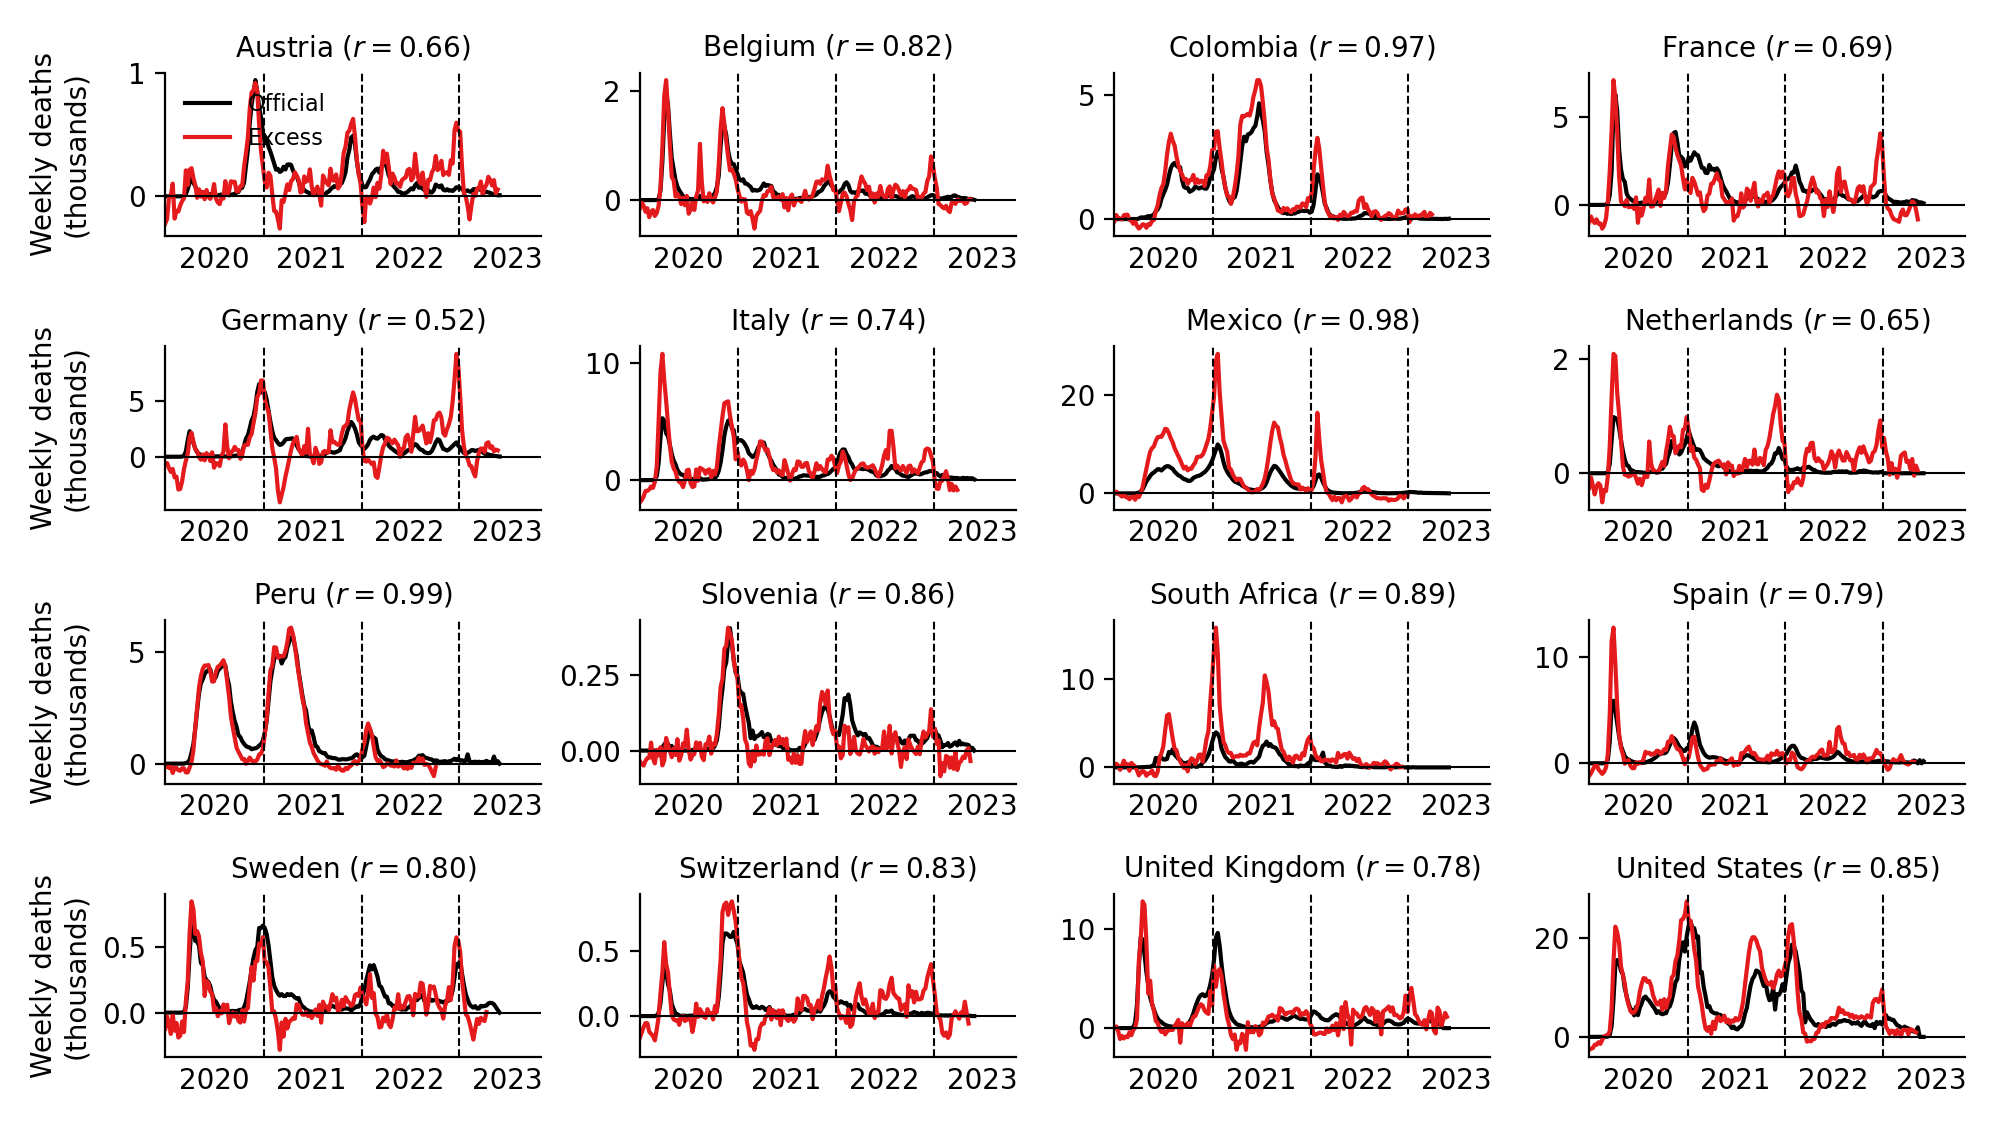 Austria (r = 0.66)
Belgium (r = 0.82)
Colombia (r = 0.97)
France (r = 0.69)
Weekly deaths
(thousands)
1
0
Official
Excess
2
0
5
0
5
0
2020 2021 2022 2023
2020 2021 2022 2023
2020 2021 2022 2023
2020 2021 2022 2023
Germany (r = 0.52)
Italy (r = 0.74)
Mexico (r = 0.98)
Netherlands (r = 0.65)
Weekly deaths
(thousands)
5
0
10
0
20
0
2
0
2020 2021 2022 2023
2020 2021 2022 2023
2020 2021 2022 2023
2020 2021 2022 2023
Peru (r = 0.99)
Slovenia (r = 0.86)
South Africa (r = 0.89)
Spain (r = 0.79)
Weekly deaths
(thousands)
5
0
0.25
0.00
10
0
10
0
2020 2021 2022 2023
2020 2021 2022 2023
2020 2021 2022 2023
2020 2021 2022 2023
Sweden (r = 0.80)
Switzerland (r = 0.83)
United Kingdom (r = 0.78)
United States (r = 0.85)
Weekly deaths
(thousands)
0.5
0.0
0.5
0.0
10
0
20
0
2020 2021 2022 2023
2020 2021 2022 2023
2020 2021 2022 2023
2020 2021 2022 2023